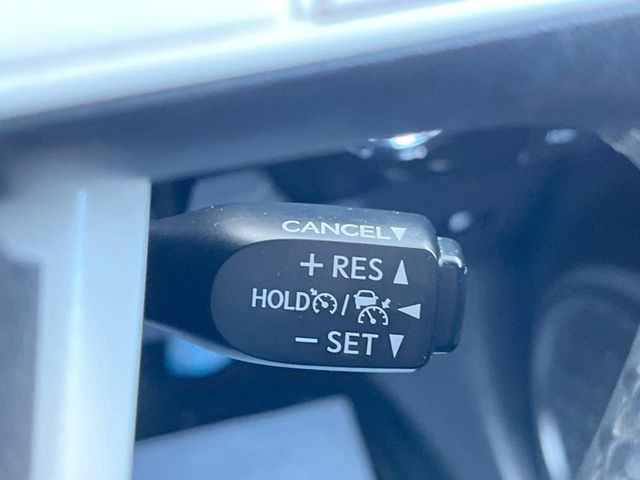 CANCEL▼
+ RES ▲
HOLD / ◀
− SET ▼